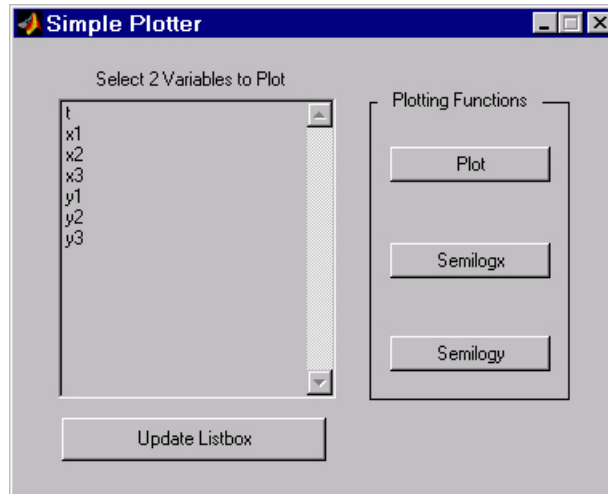 Simple Plotter
Select 2 Variables to Plot
t
x1
x2
x3
y1
y2
y3
Update Listbox
Plotting Functions
Plot
Semilogx
Semilogy